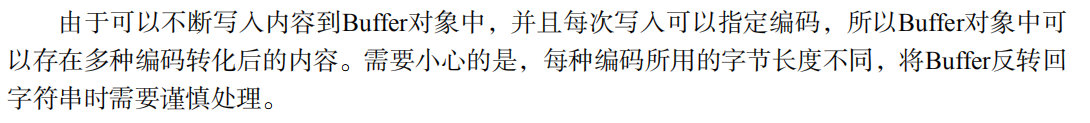 由于可以不断写入内容到Buffer对象中，并且每次写入可以指定编码，所以Buffer对象中可
以存在多种编码转化后的内容。需要小心的是，每种编码所用的字节长度不同，将Buffer反转回
字符串时需要谨慎处理。